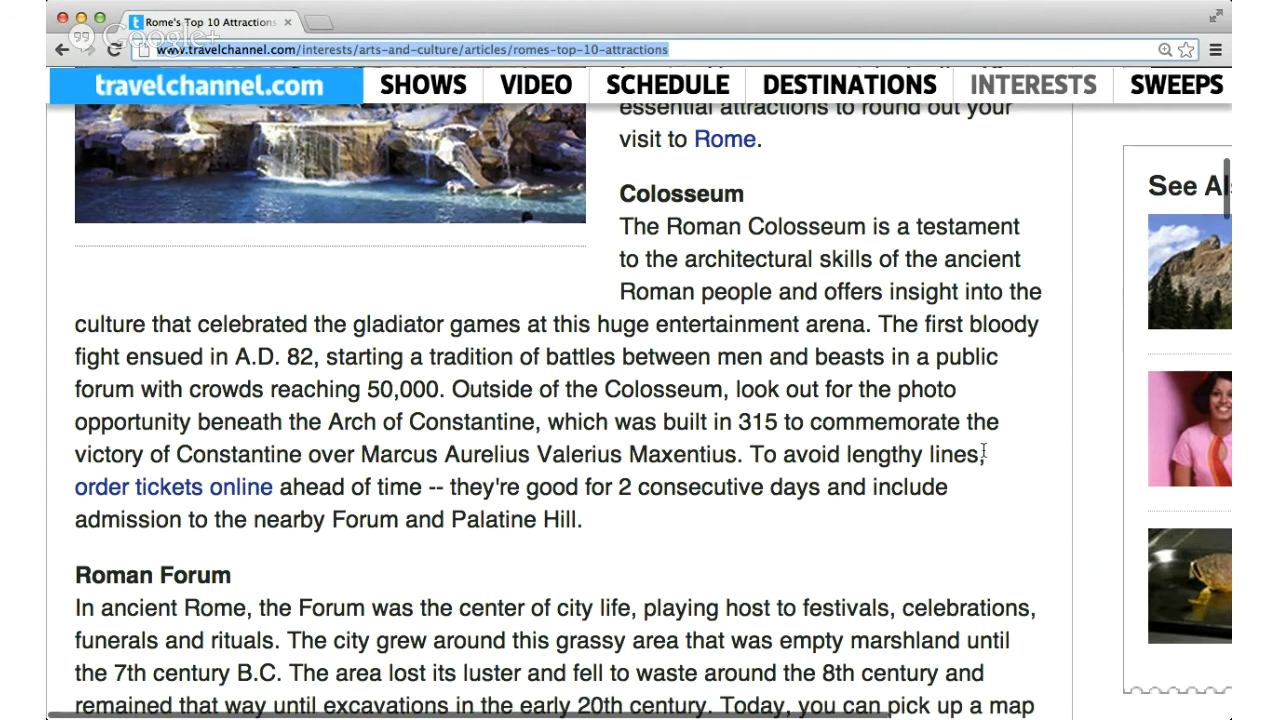 Rome's Top 10 Attractions
Google+
www.travelchannel.com/interests/arts-and-culture/articles/romes-top-10-attractions
travelchannel.com SHOWS VIDEO SCHEDULE DESTINATIONS INTERESTS SWEEPS
essential attractions to round out your
visit to Rome.
Colosseum
The Roman Colosseum is a testament
to the architectural skills of the ancient
Roman people and offers insight into the
culture that celebrated the gladiator games at this huge entertainment arena. The first bloody
fight ensued in A.D. 82, starting a tradition of battles between men and beasts in a public
forum with crowds reaching 50,000. Outside of the Colosseum, look out for the photo
opportunity beneath the Arch of Constantine, which was built in 315 to commemorate the
victory of Constantine over Marcus Aurelius Valerius Maxentius. To avoid lengthy lines,
order tickets online ahead of time -- they're good for 2 consecutive days and include
admission to the nearby Forum and Palatine Hill.
Roman Forum
In ancient Rome, the Forum was the center of city life, playing host to festivals, celebrations,
funerals and rituals. The city grew around this grassy area that was empty marshland until
the 7th century B.C. The area lost its luster and fell to waste around the 8th century and
remained that way until excavations in the early 20th century. Today, you can pick up a map
See